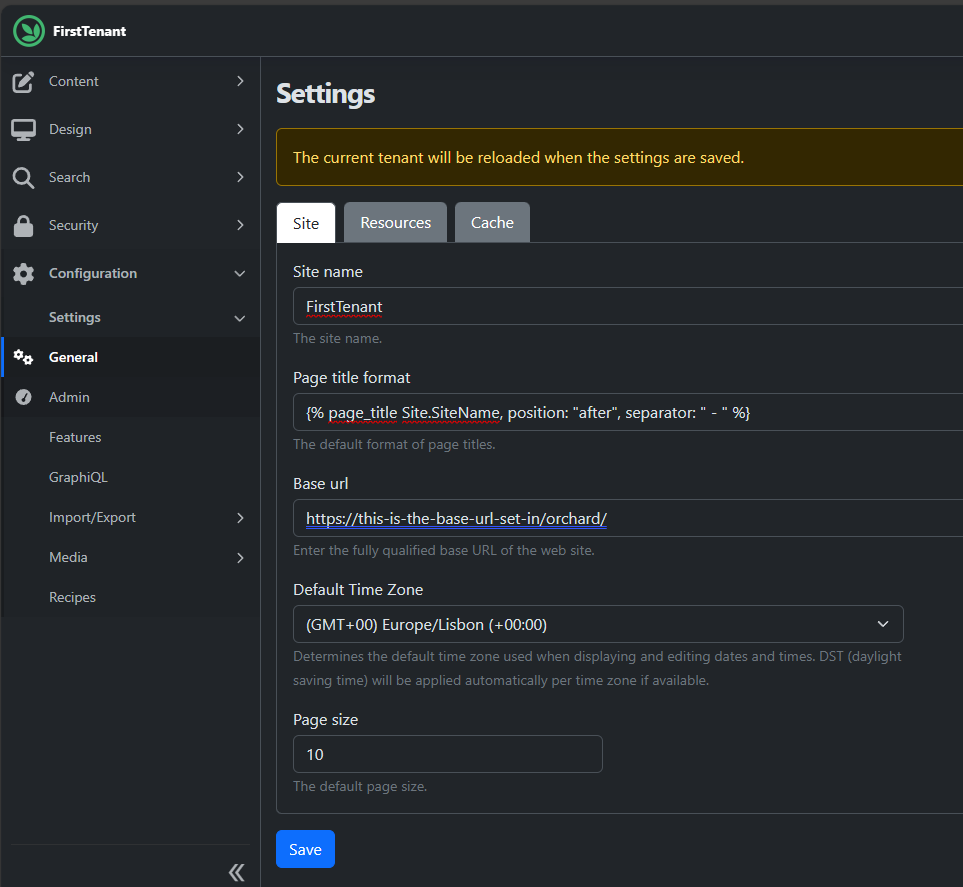 FirstTenant
Content
Design
Search
Security
Configuration
Settings
General
Admin
Features
GraphiQL
Import/Export
Media
Recipes
Settings
The current tenant will be reloaded when the settings are saved.
Site
Resources
Cache
Site name
FirstTenant
The site name.
Page title format
{% page_title Site.SiteName, position: "after", separator: " - " %}
The default format of page titles.
Base url
https://this-is-the-base-url-set-in/orchard/
Enter the fully qualified base URL of the web site.
Default Time Zone
(GMT+00) Europe/Lisbon (+00:00)
Determines the default time zone used when displaying and editing dates and times. DST (daylight
saving time) will be applied automatically per time zone if available.
Page size
10
The default page size.
Save